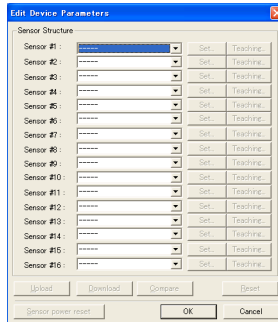 Edit Device Parameters
Sensor Structure
Sensor #1 : ----- Set... Teaching...
Sensor #2 : ----- Set... Teaching...
Sensor #3 : ----- Set... Teaching...
Sensor #4 : ----- Set... Teaching...
Sensor #5 : ----- Set... Teaching...
Sensor #6 : ----- Set... Teaching...
Sensor #7 : ----- Set... Teaching...
Sensor #8 : ----- Set... Teaching...
Sensor #9 : ----- Set... Teaching...
Sensor #10 : ----- Set... Teaching...
Sensor #11 : ----- Set... Teaching...
Sensor #12 : ----- Set... Teaching...
Sensor #13 : ----- Set... Teaching...
Sensor #14 : ----- Set... Teaching...
Sensor #15 : ----- Set... Teaching...
Sensor #16 : ----- Set... Teaching...
Upload Download Compare Reset
Sensor power reset OK Cancel